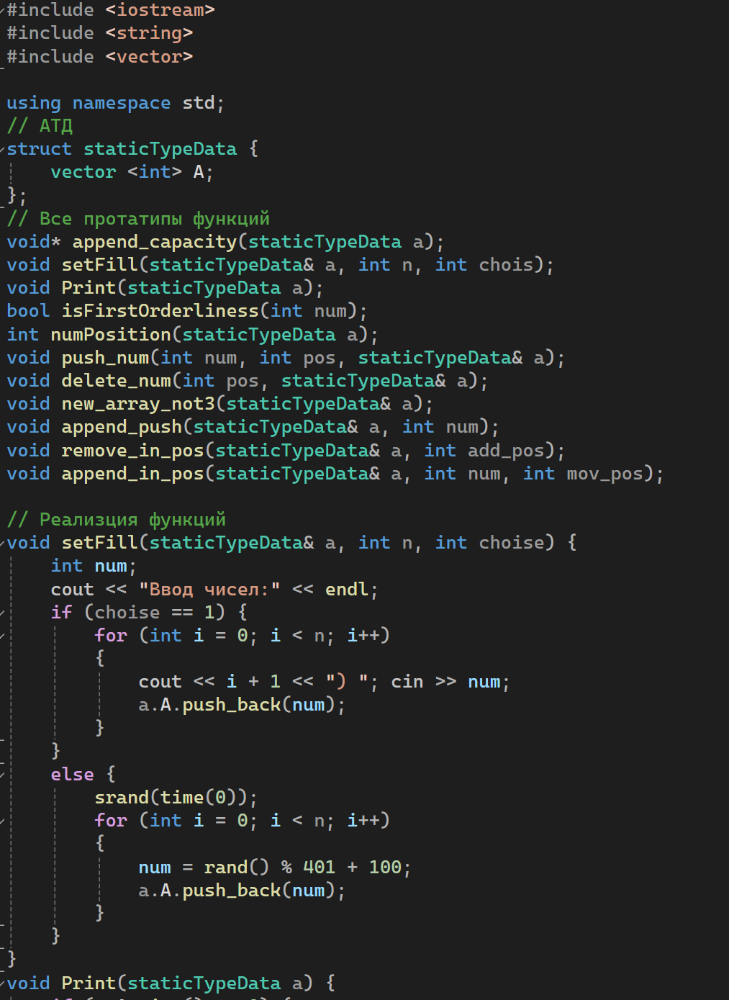 #include <iostream>
#include <string>
#include <vector>
using namespace std;
// АТД
struct staticTypeData {
    vector <int> A;
};
// Все протатипы функций
void* append_capacity(staticTypeData a);
void setFill(staticTypeData& a, int n, int chois);
void Print(staticTypeData a);
bool isFirstOrderliness(int num);
int numPosition(staticTypeData a);
void push_num(int num, int pos, staticTypeData& a);
void delete_num(int pos, staticTypeData& a);
void new_array_not3(staticTypeData& a);
void append_push(staticTypeData& a, int num);
void remove_in_pos(staticTypeData& a, int add_pos);
void append_in_pos(staticTypeData& a, int num, int mov_pos);
// Реализция функций
void setFill(staticTypeData& a, int n, int choise) {
    int num;
    cout << "Ввод чисел:" << endl;
    if (choise == 1) {
        for (int i = 0; i < n; i++)
        {
            cout << i + 1 << ") "; cin >> num;
            a.A.push_back(num);
        }
    }
    else {
        srand(time(0));
        for (int i = 0; i < n; i++)
        {
            num = rand() % 401 + 100;
            a.A.push_back(num);
        }
    }
}
void Print(staticTypeData a) {